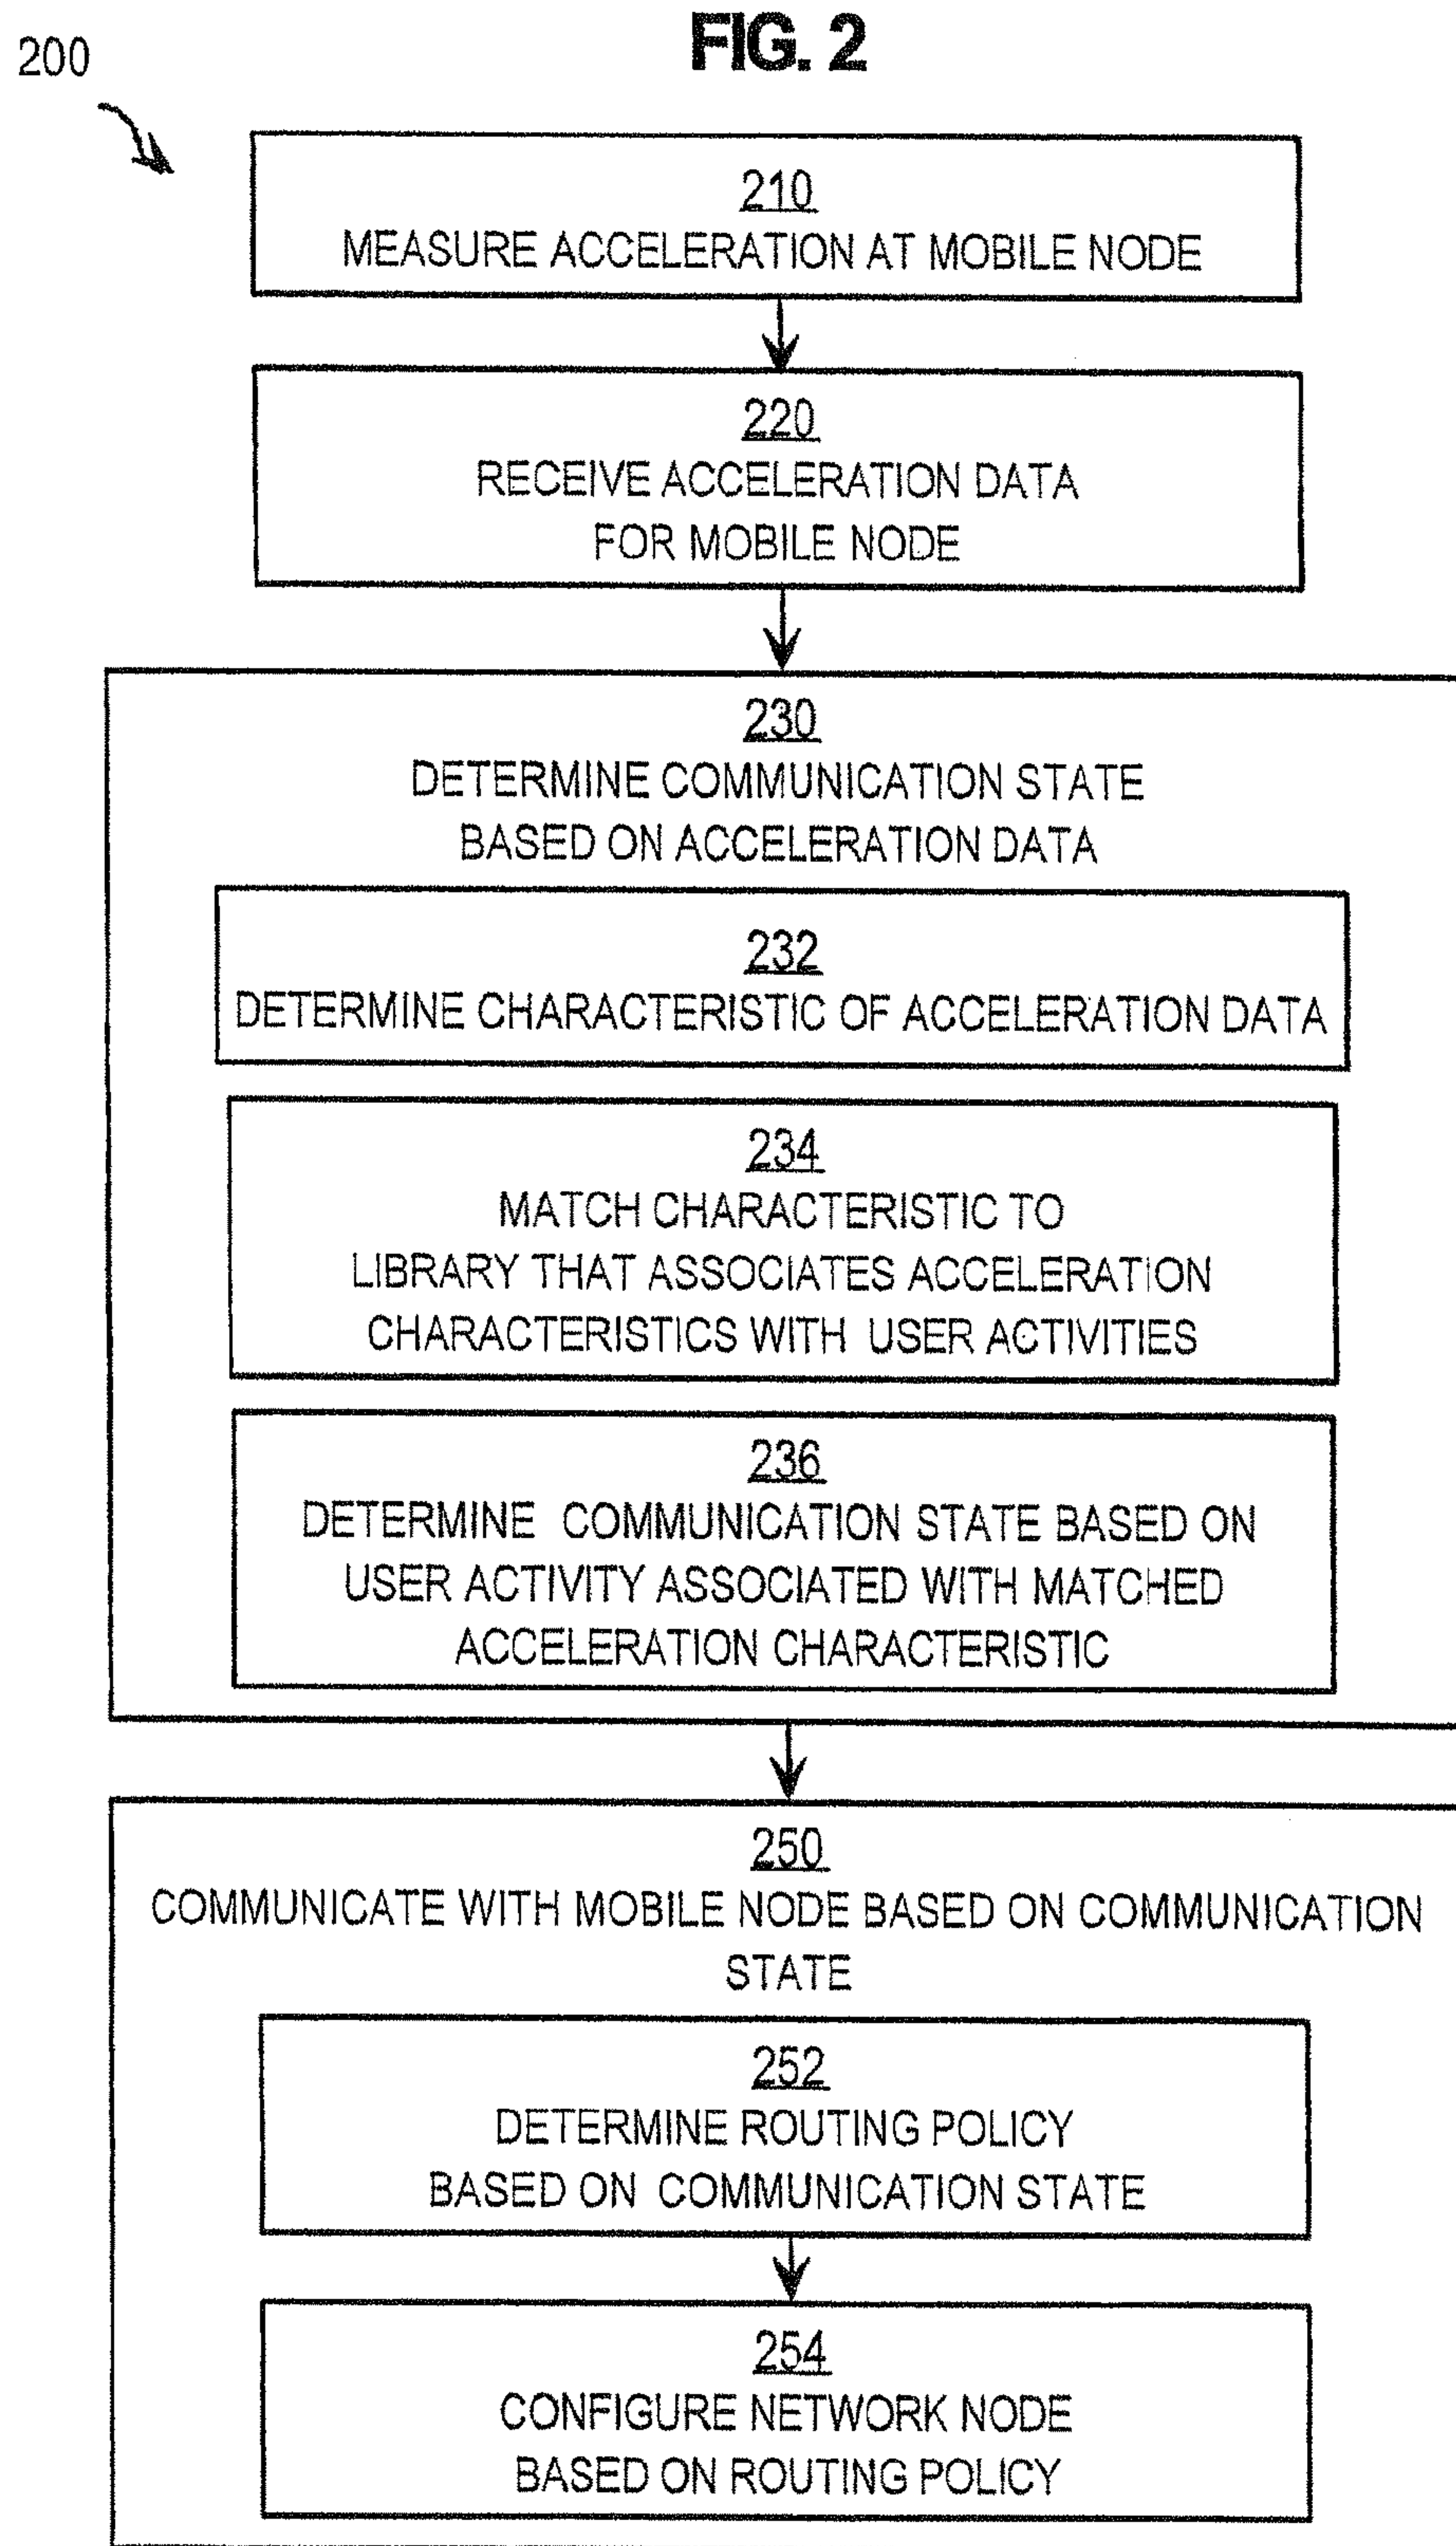 FIG. 2
200
210
MEASURE ACCELERATION AT MOBILE NODE
220
RECEIVE ACCELERATION DATA
FOR MOBILE NODE
230
DETERMINE COMMUNICATION STATE
BASED ON ACCELERATION DATA
232
DETERMINE CHARACTERISTIC OF ACCELERATION DATA
234
MATCH CHARACTERISTIC TO
LIBRARY THAT ASSOCIATES ACCELERATION
CHARACTERISTICS WITH USER ACTIVITIES
236
DETERMINE COMMUNICATION STATE BASED ON
USER ACTIVITY ASSOCIATED WITH MATCHED
ACCELERATION CHARACTERISTIC
250
COMMUNICATE WITH MOBILE NODE BASED ON COMMUNICATION
STATE
252
DETERMINE ROUTING POLICY
BASED ON COMMUNICATION STATE
254
CONFIGURE NETWORK NODE
BASED ON ROUTING POLICY